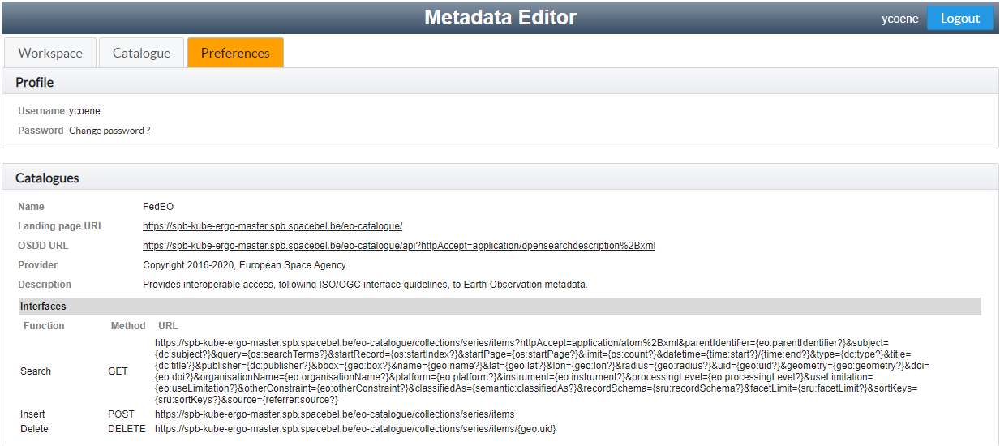 Metadata Editor
ycoene
Logout
Workspace
Catalogue
Preferences
Profile
Username ycoene
Password Change password ?
Catalogues
Name FedEO
Landing page URL https://spb-kube-ergo-master.spb.spacebel.be/eo-catalogue/
OSDD URL https://spb-kube-ergo-master.spb.spacebel.be/eo-catalogue/api?httpAccept=application/opensearchdescription%2Bxml
Provider Copyright 2016-2020, European Space Agency.
Description Provides interoperable access, following ISO/OGC interface guidelines, to Earth Observation metadata.
Interfaces
Function Method URL
Search GET https://spb-kube-ergo-master.spb.spacebel.be/eo-catalogue/collections/series/items?httpAccept=application/atom%2Bxml&parentIdentifier={eo:parentIdentifier?}&subject=
{dc:subject?}&query={os:searchTerms?}&startRecord={os:startIndex?}&startPage={os:startPage?}&limit={os:count?}&datetime={time:start?}/{time:end?}&type={dc:type?}&title=
{dc:title?}&publisher={dc:publisher?}&bbox={geo:box?}&name={geo:name?}&lat={geo:lat?}&lon={geo:lon?}&radius={geo:radius?}&uid={geo:uid?}&geometry={geo:geometry?}&doi=
{eo:doi?}&organisationName={eo:organisationName?}&platform={eo:platform?}&instrument={eo:instrument?}&processingLevel={eo:processingLevel?}&useLimitation=
{eo:useLimitation?}&otherConstraint={eo:otherConstraint?}&classifiedAs={semantic:classifiedAs?}&recordSchema={sru:recordSchema?}&facetLimit={sru:facetLimit?}&sortKeys=
{sru:sortKeys?}&source={referrer:source?}
Insert POST https://spb-kube-ergo-master.spb.spacebel.be/eo-catalogue/collections/series/items
Delete DELETE https://spb-kube-ergo-master.spb.spacebel.be/eo-catalogue/collections/series/items/{geo:uid}